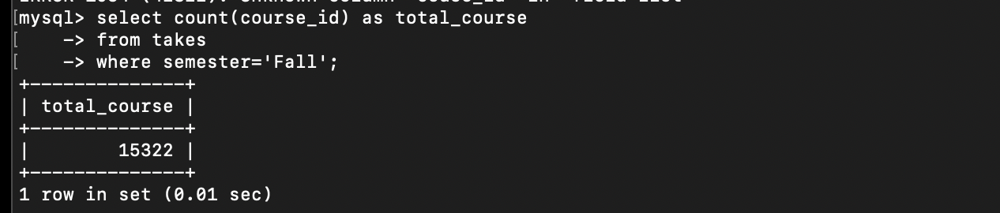 [mysql> select count(course_id) as total_course
[    -> from takes
[    -> where semester='Fall';
+--------------+
| total_course |
+--------------+
|        15322 |
+--------------+
1 row in set (0.01 sec)